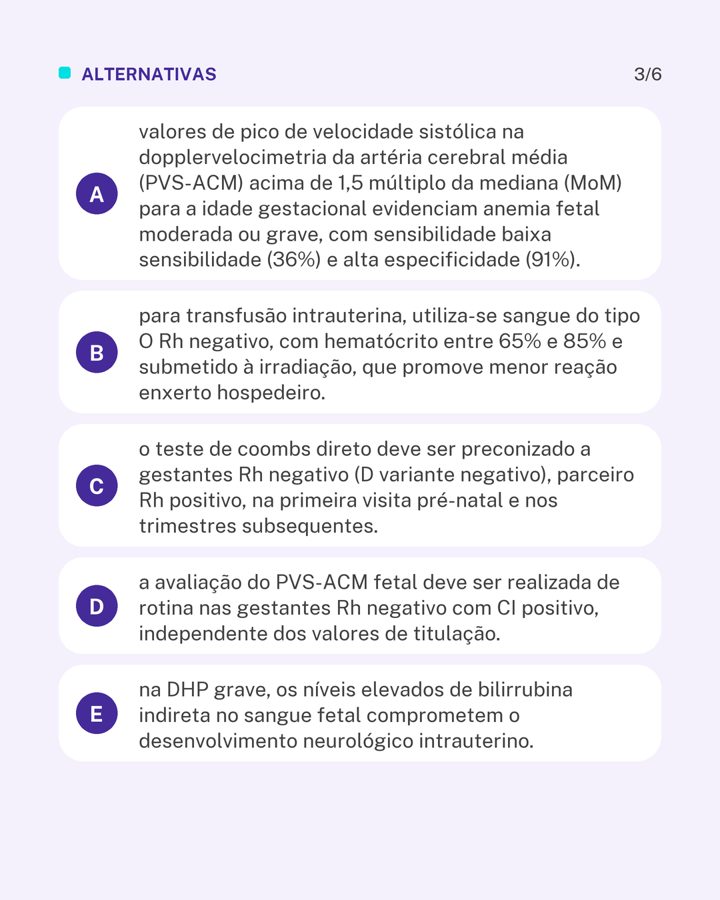 ALTERNATIVAS
3/6
A
valores de pico de velocidade sistólica na
dopplervelocimetria da artéria cerebral média
(PVS-ACM) acima de 1,5 múltiplo da mediana (MoM)
para a idade gestacional evidenciam anemia fetal
moderada ou grave, com sensibilidade baixa
sensibilidade (36%) e alta especificidade (91%).
B
para transfusão intrauterina, utiliza-se sangue do tipo
O Rh negativo, com hematócrito entre 65% e 85% e
submetido à irradiação, que promove menor reação
enxerto hospedeiro.
C
o teste de coombs direto deve ser preconizado a
gestantes Rh negativo (D variante negativo), parceiro
Rh positivo, na primeira visita pré-natal e nos
trimestres subsequentes.
D
a avaliação do PVS-ACM fetal deve ser realizada de
rotina nas gestantes Rh negativo com CI positivo,
independente dos valores de titulação.
E
na DHP grave, os níveis elevados de bilirrubina
indireta no sangue fetal comprometem o
desenvolvimento neurológico intrauterino.